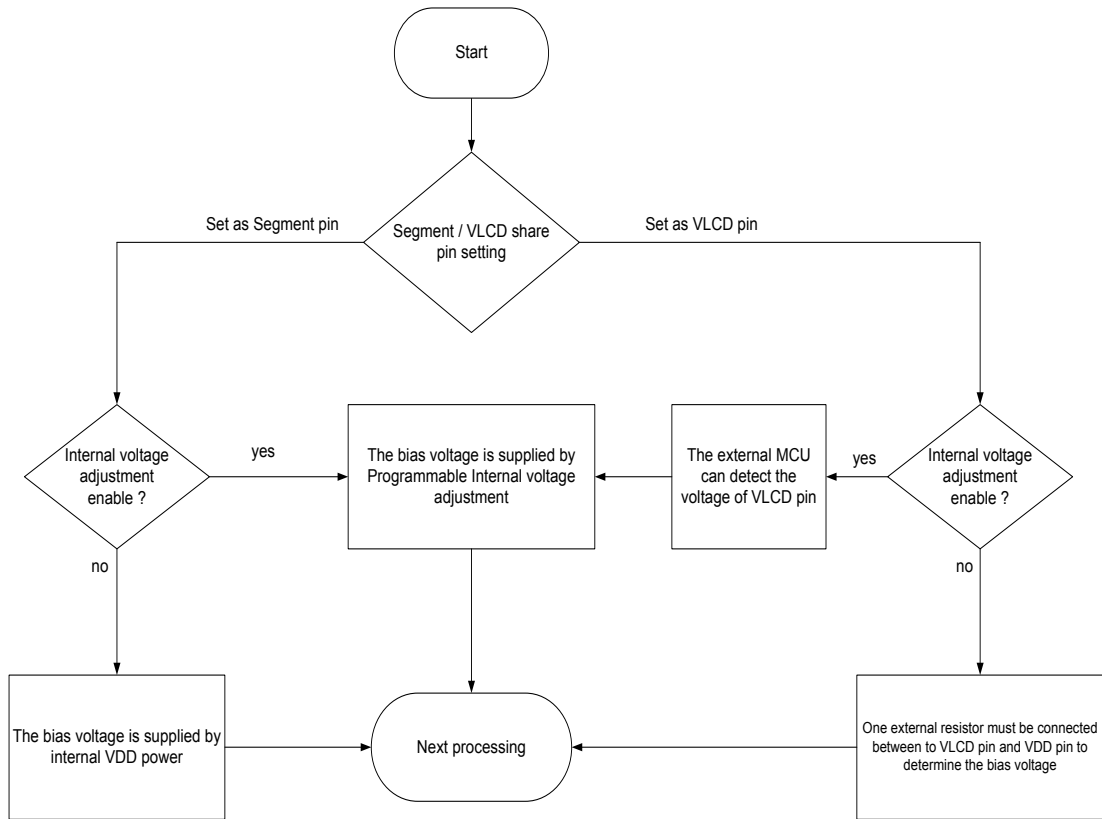 Start
Segment / VLCD share
pin setting
Set as Segment pin
Set as VLCD pin
Internal voltage
adjustment
enable ?
yes
no
The bias voltage is supplied by
Programmable Internal voltage
adjustment
The external MCU
can detect the
voltage of VLCD pin
yes
Internal voltage
adjustment
enable ?
no
The bias voltage is supplied by
internal VDD power
Next processing
One external resistor must be connected
between to VLCD pin and VDD pin to
determine the bias voltage